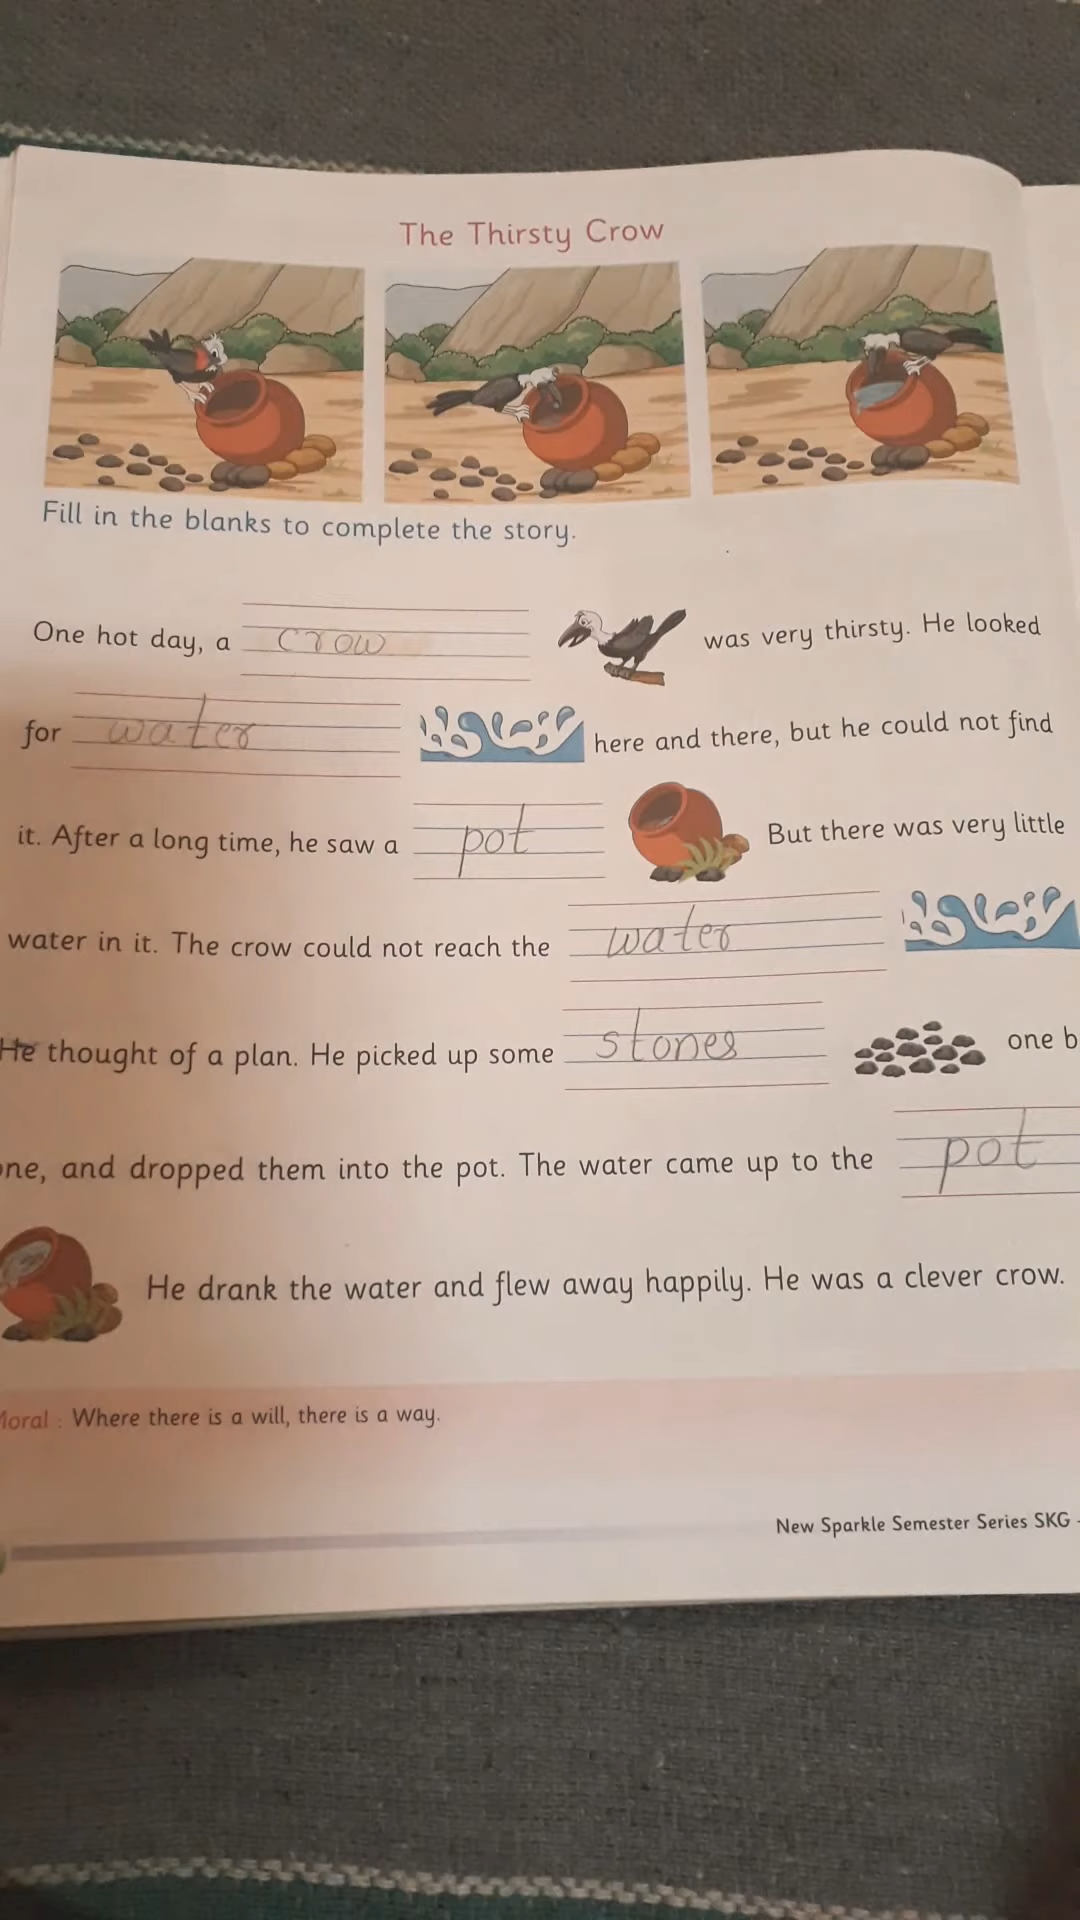 The Thirsty Crow
Fill in the blanks to complete the story.
One hot day, a crow was very thirsty. He looked
for water here and there, but he could not find
it. After a long time, he saw a pot But there was very little
water in it. The crow could not reach the water
He thought of a plan. He picked up some stones one b
ne, and dropped them into the pot. The water came up to the pot
He drank the water and flew away happily. He was a clever crow.
Moral : Where there is a will, there is a way.
New Sparkle Semester Series SKG -